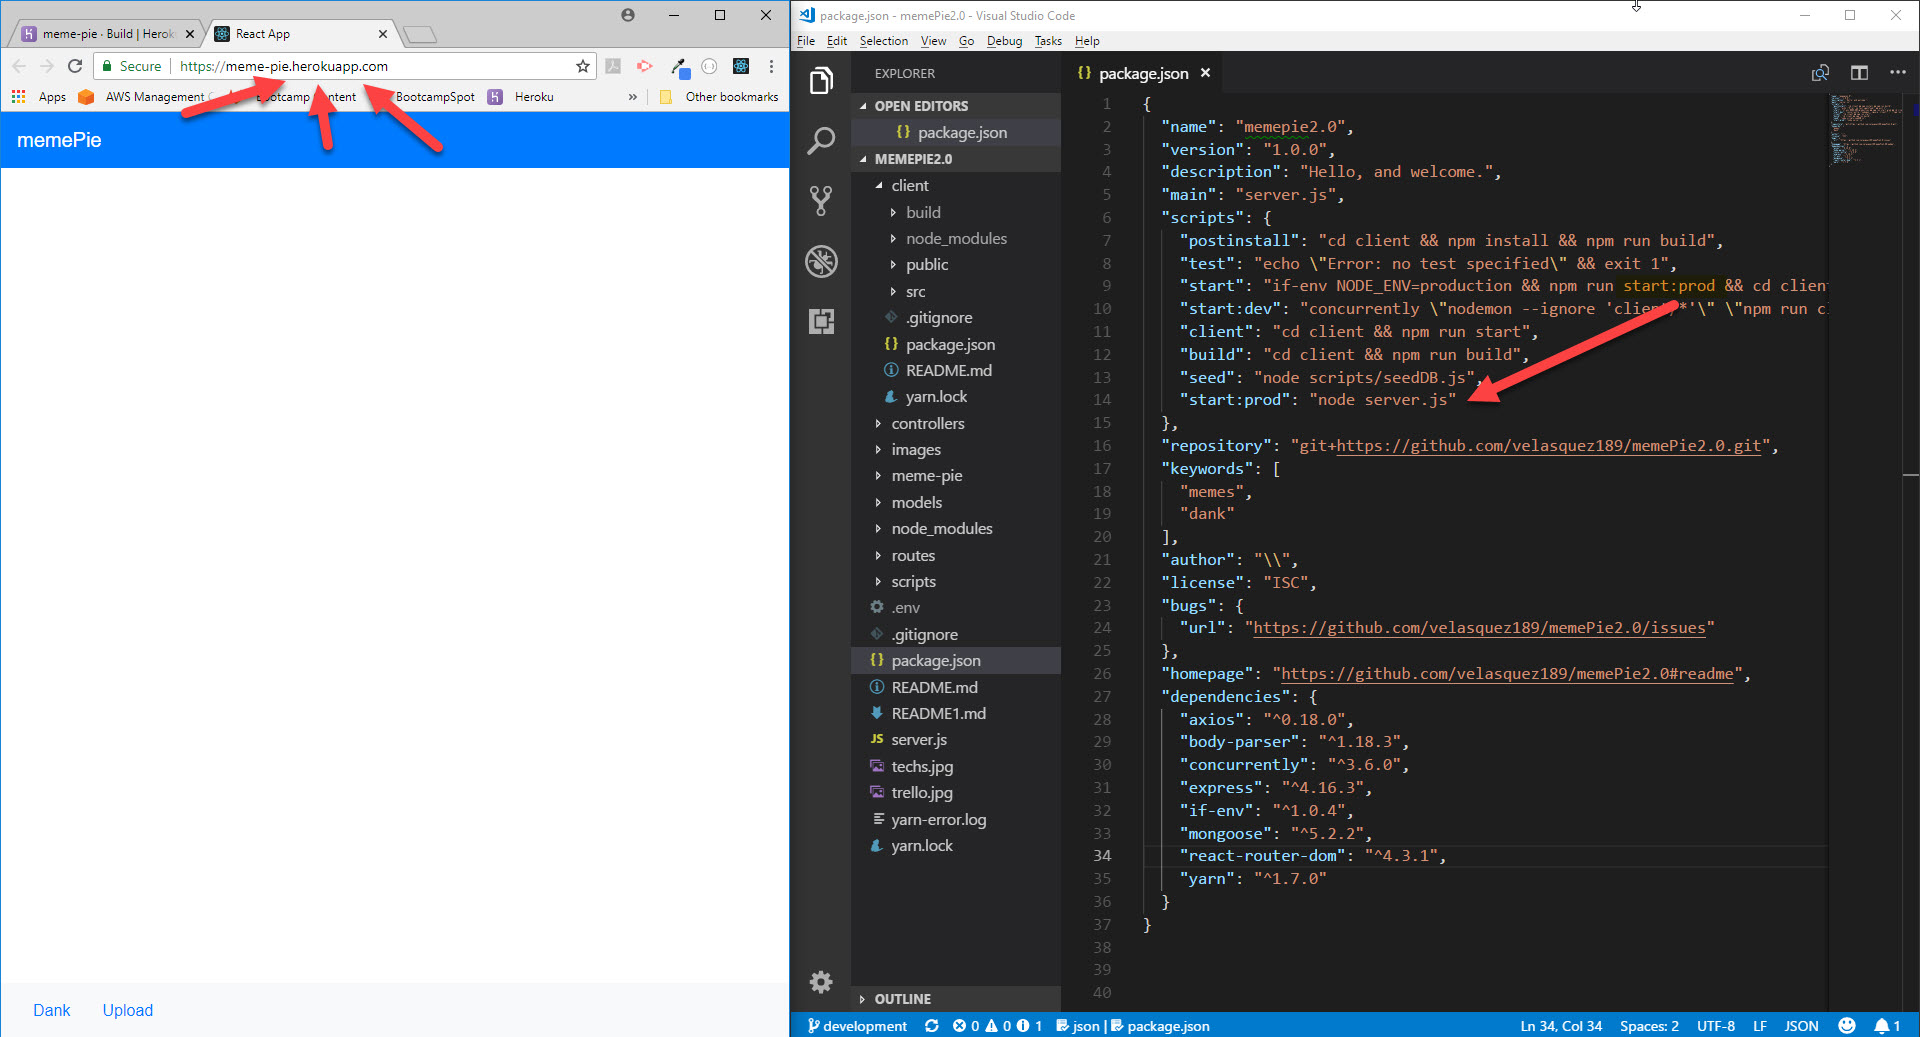 meme-pie · Build | Herok
React App
Secure
https://meme-pie.herokuapp.com
Apps
AWS Management
Bootcamp Content
BootcampSpot
Heroku
»
Other bookmarks
memePie
Dank
Upload
package.json - memePie2.0 - Visual Studio Code
File Edit Selection View Go Debug Tasks Help
EXPLORER
OPEN EDITORS
{} package.json
MEMEPIE2.0
client
build
node_modules
public
src
.gitignore
{} package.json
README.md
yarn.lock
controllers
images
meme-pie
models
node_modules
routes
scripts
.env
.gitignore
{} package.json
README.md
README1.md
JS server.js
techs.jpg
trello.jpg
yarn-error.log
yarn.lock
OUTLINE
{} package.json
1 {
2 "name": "memepie2.0",
3 "version": "1.0.0",
4 "description": "Hello, and welcome.",
5 "main": "server.js",
6 "scripts": {
7 "postinstall": "cd client && npm install && npm run build",
8 "test": "echo \"Error: no test specified\" && exit 1",
9 "start": "if-env NODE_ENV=production && npm run start:prod && cd client
10 "start:dev": "concurrently \"nodemon --ignore 'client/*'\" \"npm run cl
11 "client": "cd client && npm run start",
12 "build": "cd client && npm run build",
13 "seed": "node scripts/seedDB.js",
14 "start:prod": "node server.js"
15 },
16 "repository": "git+https://github.com/velasquez189/memePie2.0.git",
17 "keywords": [
18 "memes",
19 "dank"
20 ],
21 "author": "\\",
22 "license": "ISC",
23 "bugs": {
24 "url": "https://github.com/velasquez189/memePie2.0/issues"
25 },
26 "homepage": "https://github.com/velasquez189/memePie2.0#readme",
27 "dependencies": {
28 "axios": "^0.18.0",
29 "body-parser": "^1.18.3",
30 "concurrently": "^3.6.0",
31 "express": "^4.16.3",
32 "if-env": "^1.0.4",
33 "mongoose": "^5.2.2",
34 "react-router-dom": "^4.3.1",
35 "yarn": "^1.7.0"
36 }
37 }
38
39
40
development 0 0 1 json | package.json
Ln 34, Col 34 Spaces: 2 UTF-8 LF JSON 1